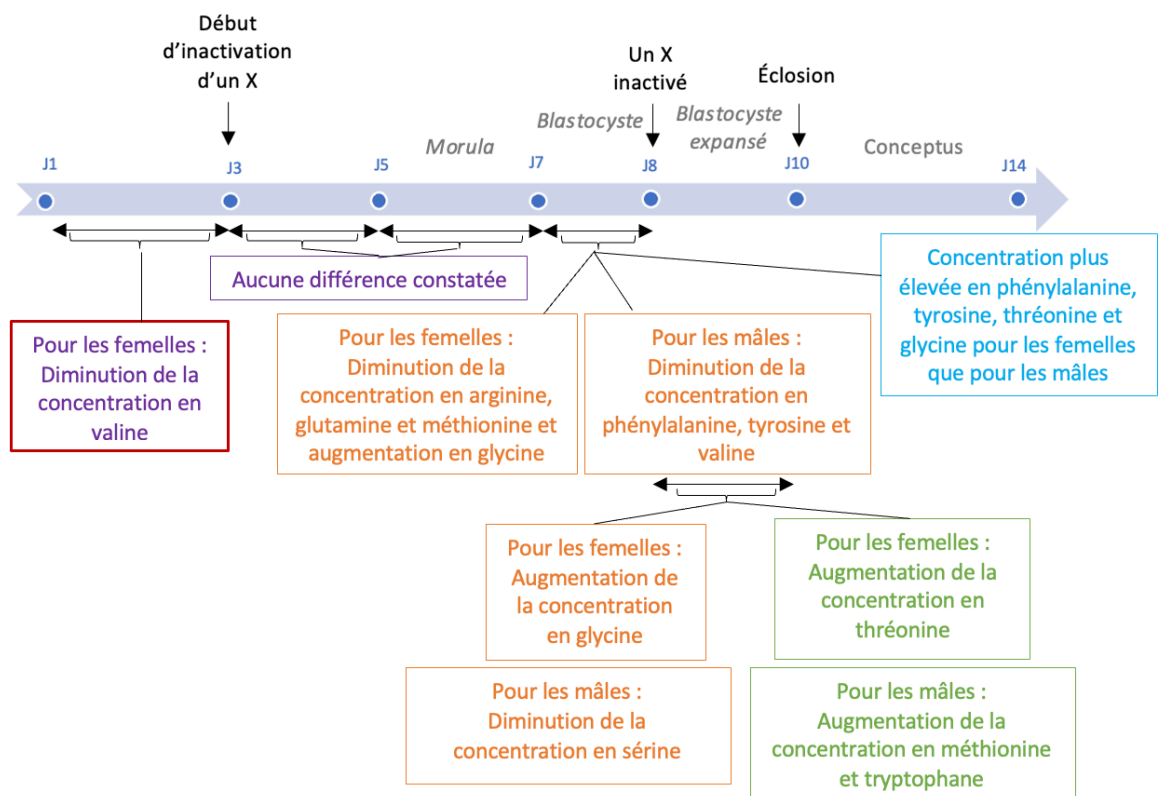 Début
d’inactivation
d’un X
Un X
inactivé
Éclosion
Morula
Blastocyste
Blastocyste
expansé
Conceptus
J1
J3
J5
J7
J8
J10
J14
Aucune différence constatée
Pour les femelles :
Diminution de la
concentration en
valine
Pour les femelles :
Diminution de la
concentration en arginine,
glutamine et méthionine et
augmentation en glycine
Pour les mâles :
Diminution de la
concentration en
phénylalanine, tyrosine et
valine
Concentration plus
élevée en phénylalanine,
tyrosine, thréonine et
glycine pour les femelles
que pour les mâles
Pour les femelles :
Augmentation de
la concentration
en glycine
Pour les femelles :
Augmentation de la
concentration en
thréonine
Pour les mâles :
Diminution de la
concentration en sérine
Pour les mâles :
Augmentation de la
concentration en méthionine
et tryptophane